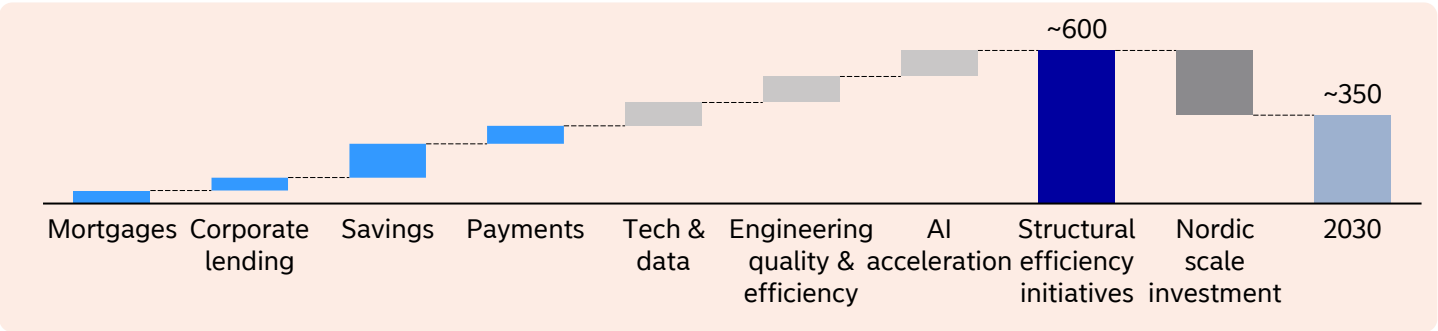 ~600
~350
Mortgages
Corporate
lending
Savings
Payments
Tech &
data
Engineering
quality &
efficiency
AI
acceleration
Structural
efficiency
initiatives
Nordic
scale
investment
2030